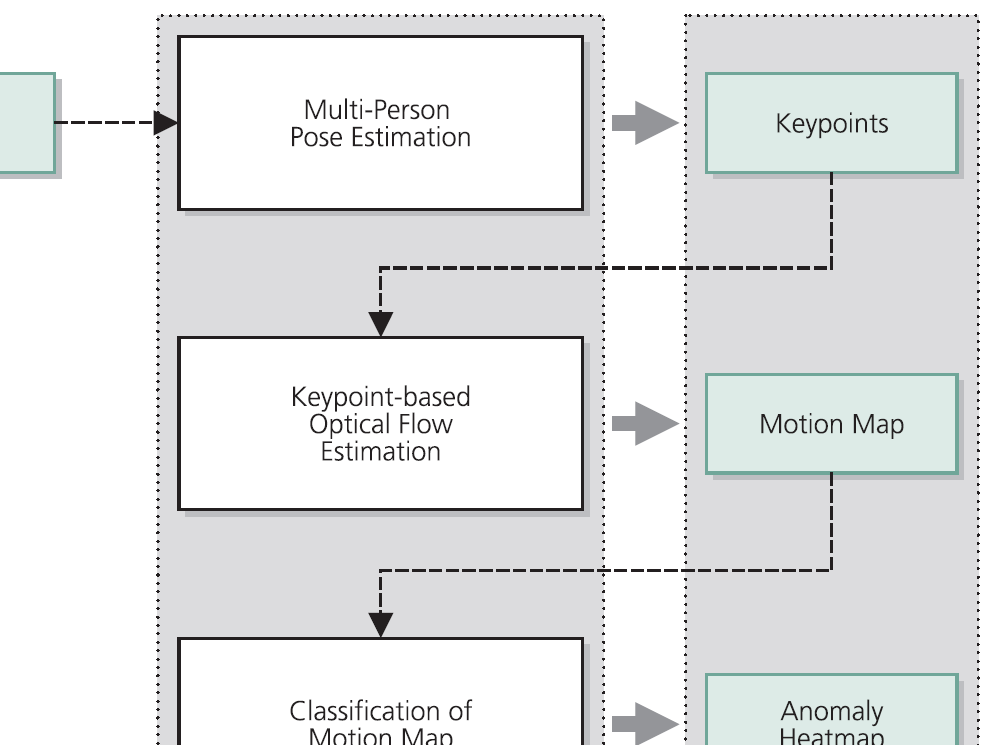 Multi-Person
Pose Estimation
Keypoints
Keypoint-based
Optical Flow
Estimation
Motion Map
Classification of
Motion Map
Anomaly
Heatmap